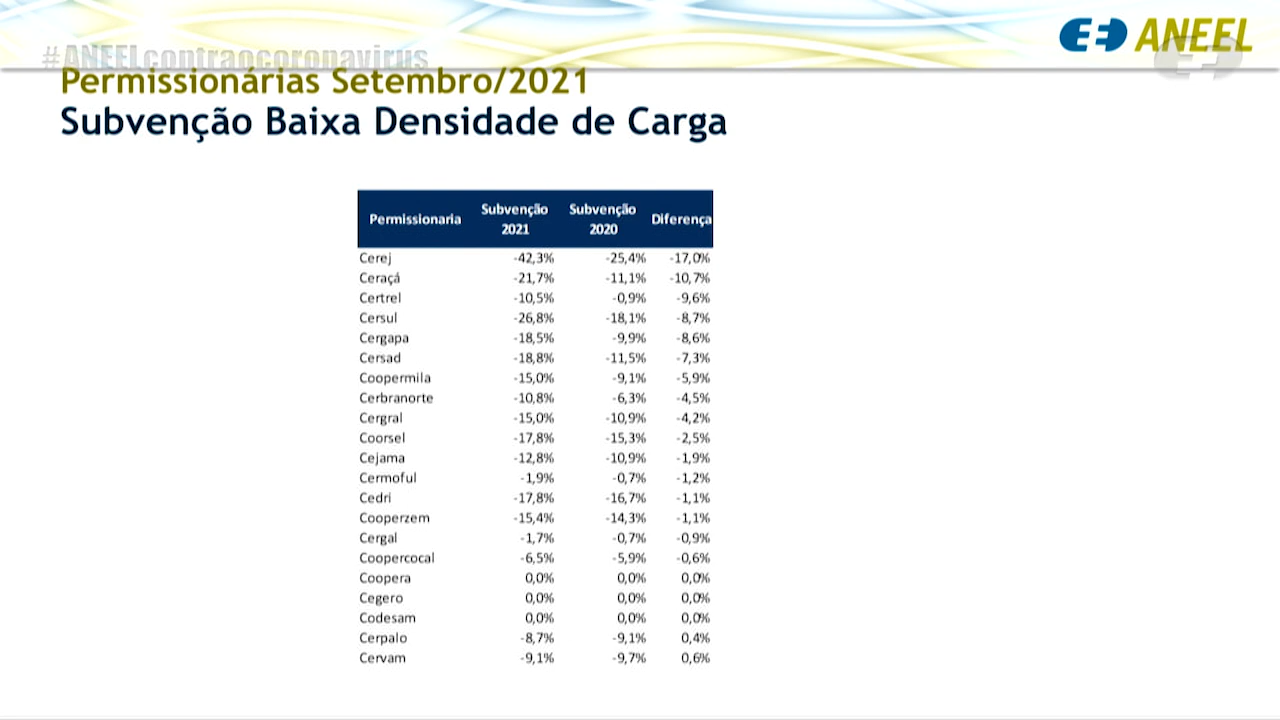 ANEEL
#ANEELcontraocoronavirus
Permissionárias Setembro/2021
Subvenção Baixa Densidade de Carga
Permissionaria Subvenção 2021 Subvenção 2020 Diferença
Cerej -42,3% -25,4% -17,0%
Ceraçá -21,7% -11,1% -10,7%
Certrel -10,5% -0,9% -9,6%
Cersul -26,8% -18,1% -8,7%
Cergapa -18,5% -9,9% -8,6%
Cersad -18,8% -11,5% -7,3%
Coopermila -15,0% -9,1% -5,9%
Cerbranorte -10,8% -6,3% -4,5%
Cergral -15,0% -10,9% -4,2%
Coorsel -17,8% -15,3% -2,5%
Cejama -12,8% -10,9% -1,9%
Cermoful -1,9% -0,7% -1,2%
Cedri -17,8% -16,7% -1,1%
Cooperzem -15,4% -14,3% -1,1%
Cergal -1,7% -0,7% -0,9%
Coopercocal -6,5% -5,9% -0,6%
Coopera 0,0% 0,0% 0,0%
Cegero 0,0% 0,0% 0,0%
Codesam 0,0% 0,0% 0,0%
Cerpalo -8,7% -9,1% 0,4%
Cervam -9,1% -9,7% 0,6%